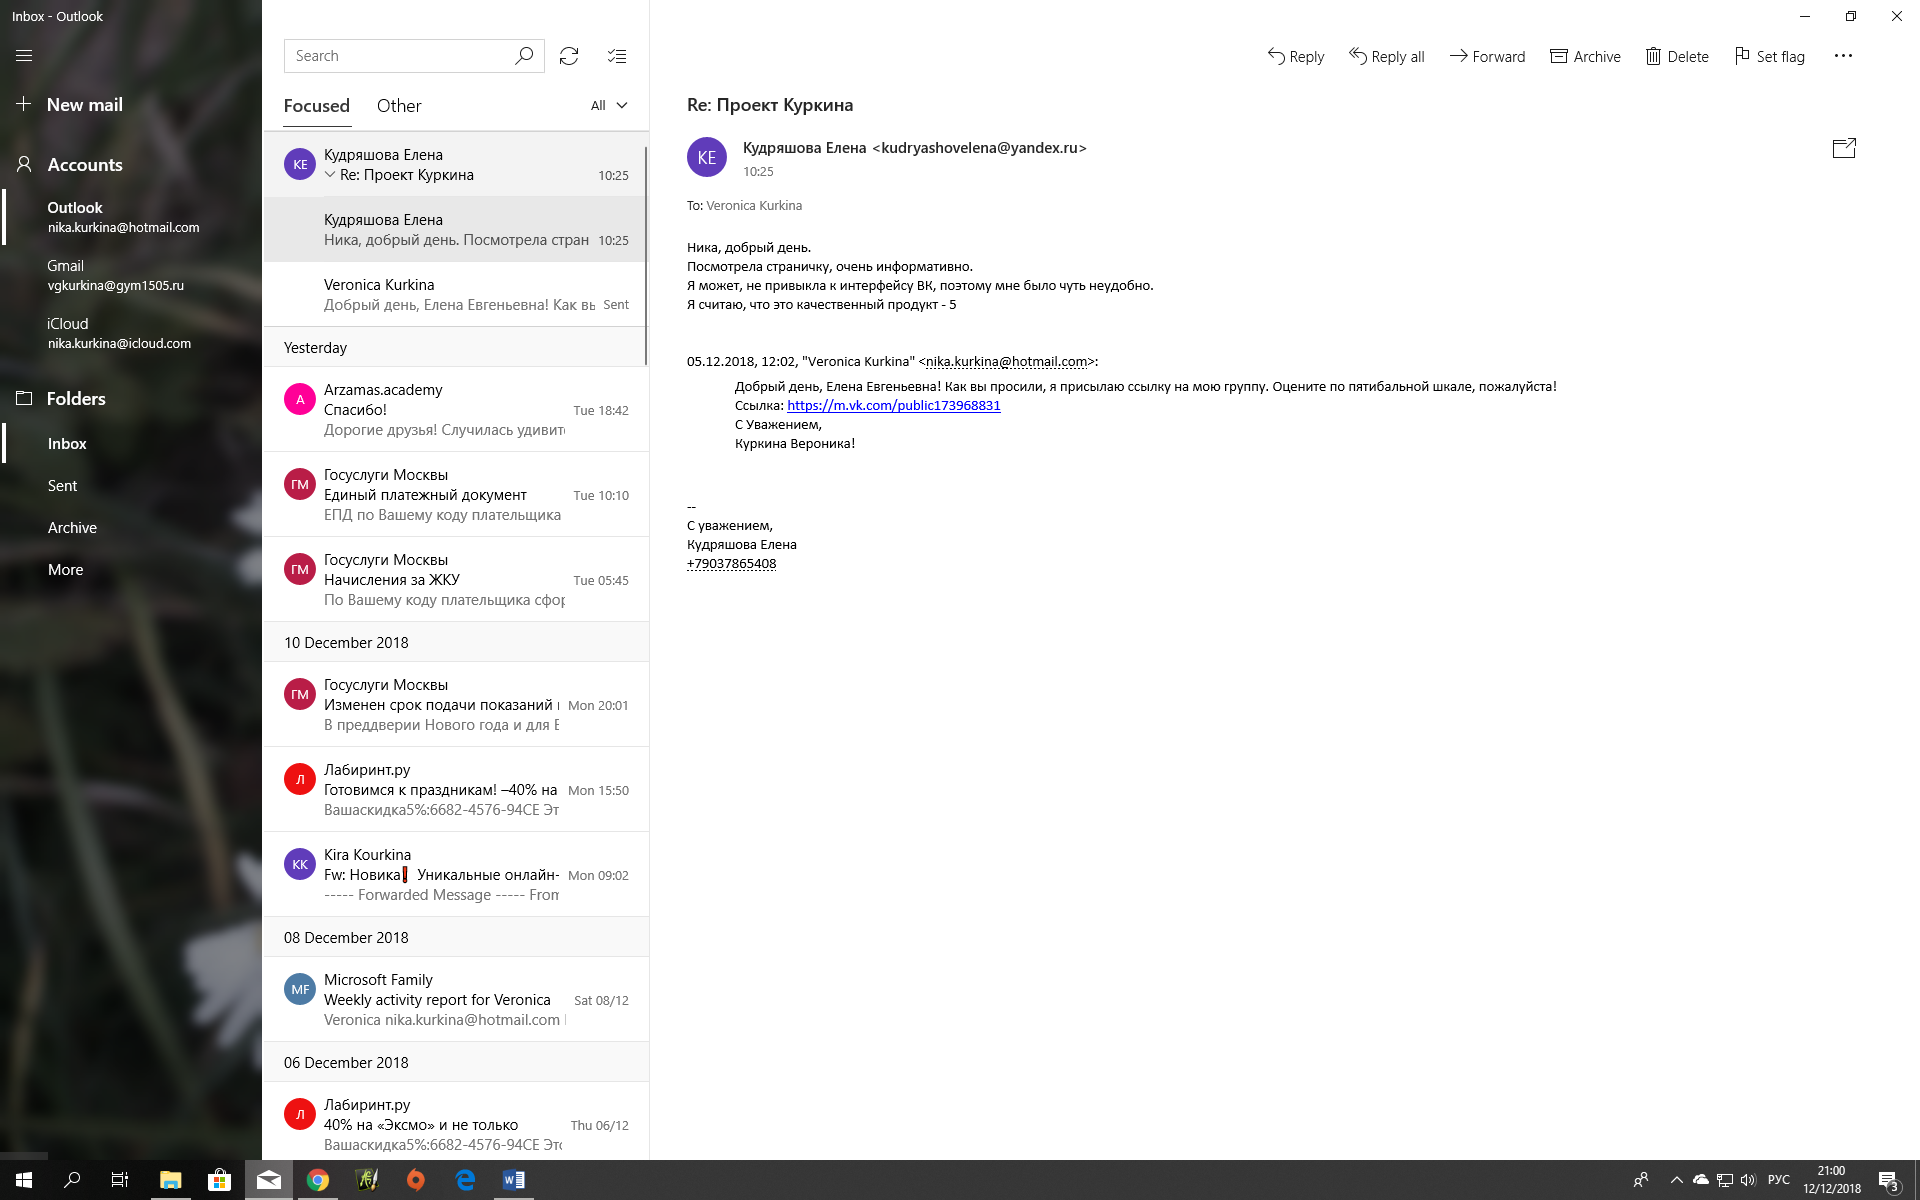 Inbox - Outlook
New mail
Accounts
Outlook
nika.kurkina@hotmail.com
Gmail
vgkurkina@gym1505.ru
iCloud
nika.kurkina@icloud.com
Folders
Inbox
Sent
Archive
More
Search
Focused Other All
KE Кудряшова Елена
Re: Проект Куркина 10:25
Кудряшова Елена
Ника, добрый день. Посмотрела стран 10:25
Veronica Kurkina
Добрый день, Елена Евгеньевна! Как вы Sent
Yesterday
A Arzamas.academy
Спасибо! Tue 18:42
Дорогие друзья! Случилась удивит
ГМ Госуслуги Москвы
Единый платежный документ Tue 10:10
ЕПД по Вашему коду плательщика
ГМ Госуслуги Москвы
Начисления за ЖКУ Tue 05:45
По Вашему коду плательщика сфор
10 December 2018
ГМ Госуслуги Москвы
Изменен срок подачи показаний Mon 20:01
В преддверии Нового года и для
Л Лабиринт.ру
Готовимся к праздникам! –40% на Mon 15:50
Вашаскидка5%:6682-4576-94CE Эт
KK Kira Kourkina
Fw: Новика❗ Уникальные онлайн- Mon 09:02
----- Forwarded Message ----- From
08 December 2018
MF Microsoft Family
Weekly activity report for Veronica Sat 08/12
Veronica nika.kurkina@hotmail.com
06 December 2018
Л Лабиринт.ру
40% на «Эксмо» и не только Thu 06/12
Вашаскидка5%:6682-4576-94CE Это
Reply Reply all Forward Archive Delete Set flag
Re: Проект Куркина
KE Кудряшова Елена <kudryashovelena@yandex.ru>
10:25
To: Veronica Kurkina
Ника, добрый день.
Посмотрела страничку, очень информативно.
Я может, не привыкла к интерфейсу ВК, поэтому мне было чуть неудобно.
Я считаю, что это качественный продукт - 5
05.12.2018, 12:02, "Veronica Kurkina" <nika.kurkina@hotmail.com>:
Добрый день, Елена Евгеньевна! Как вы просили, я присылаю ссылку на мою группу. Оцените по пятибальной шкале, пожалуйста!
Ссылка: https://m.vk.com/public173968831
С Уважением,
Куркина Вероника!
--
С уважением,
Кудряшова Елена
+79037865408
РУС
21:00
12/12/2018
3